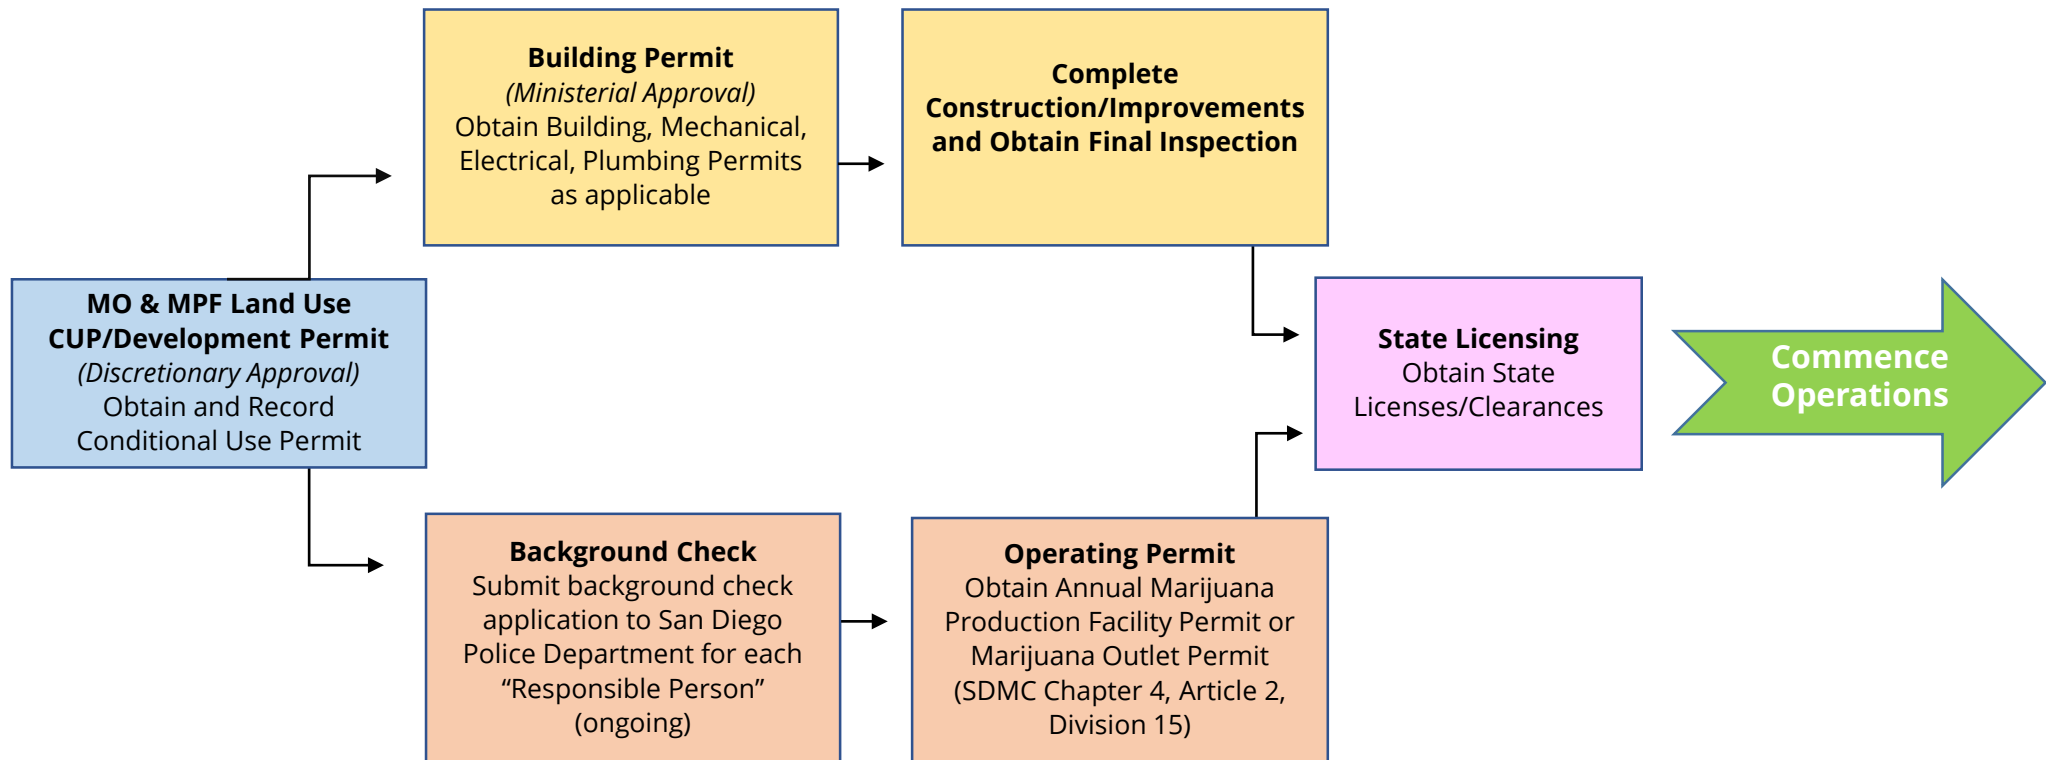 Building Permit
(Ministerial Approval)
Obtain Building, Mechanical,
Electrical, Plumbing Permits
as applicable
Complete
Construction/Improvements
and Obtain Final Inspection
MO & MPF Land Use
CUP/Development Permit
(Discretionary Approval)
Obtain and Record
Conditional Use Permit
State Licensing
Obtain State
Licenses/Clearances
Commence
Operations
Background Check
Submit background check
application to San Diego
Police Department for each
“Responsible Person”
(ongoing)
Operating Permit
Obtain Annual Marijuana
Production Facility Permit or
Marijuana Outlet Permit
(SDMC Chapter 4, Article 2,
Division 15)